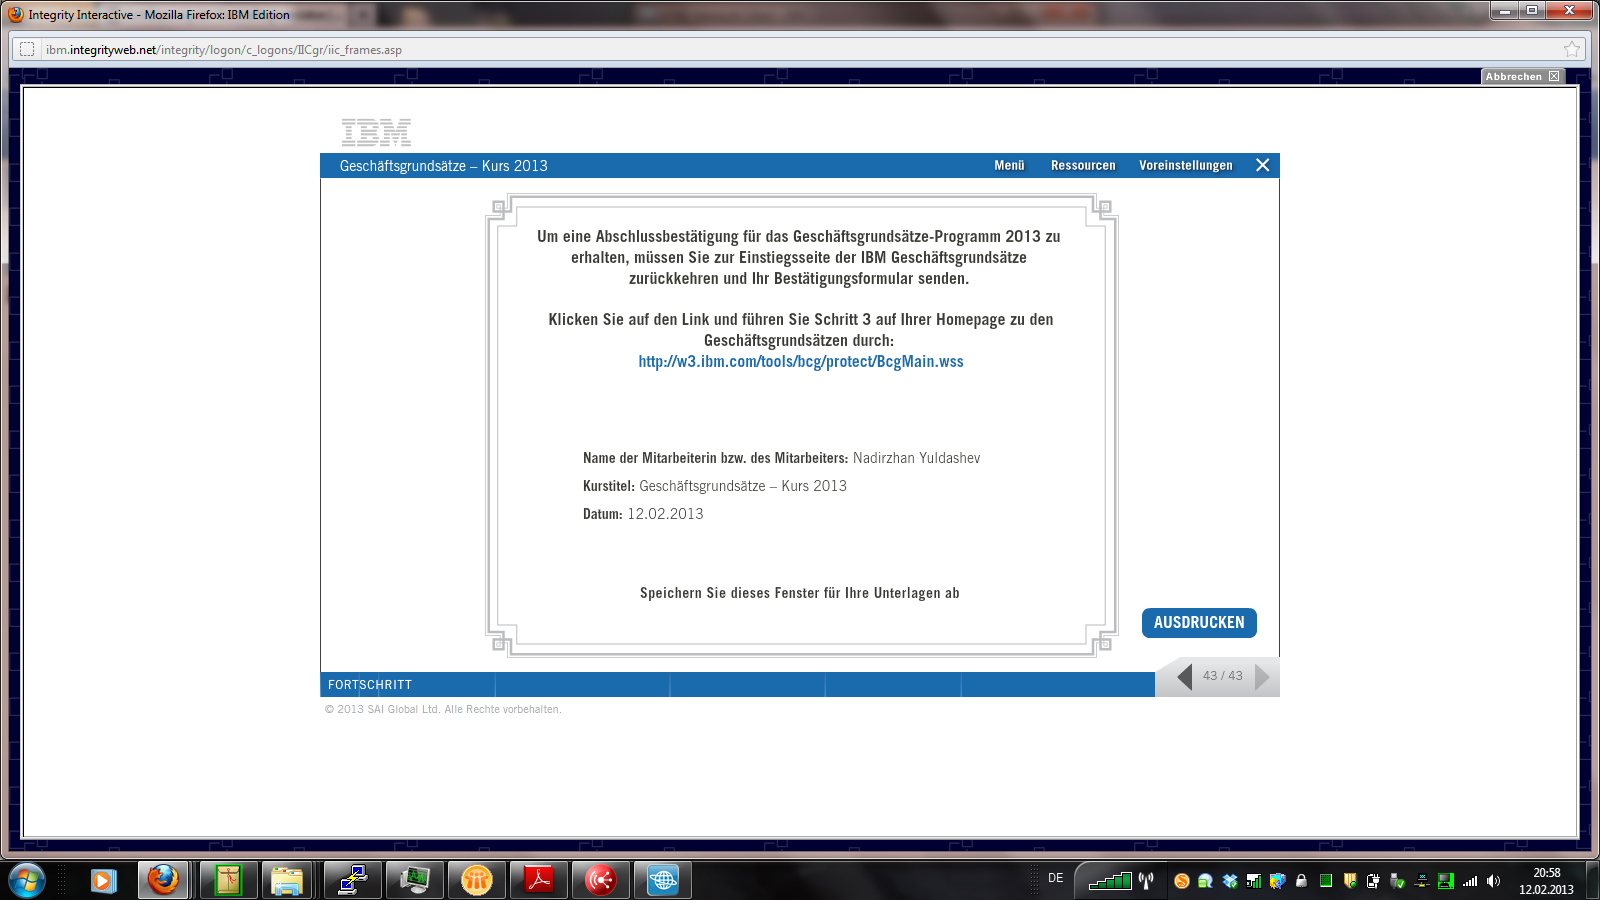 Integrity Interactive - Mozilla Firefox: IBM Edition
ibm.integrityweb.net/integrity/logon/c_logons/IICgr/iic_frames.asp
Abbrechen
IBM
Geschäftsgrundsätze – Kurs 2013
Menü Ressourcen Voreinstellungen
Um eine Abschlussbestätigung für das Geschäftsgrundsätze-Programm 2013 zu
erhalten, müssen Sie zur Einstiegsseite der IBM Geschäftsgrundsätze
zurückkehren und Ihr Bestätigungsformular senden.
Klicken Sie auf den Link und führen Sie Schritt 3 auf Ihrer Homepage zu den
Geschäftsgrundsätzen durch:
http://w3.ibm.com/tools/bcg/protect/BcgMain.wss
Name der Mitarbeiterin bzw. des Mitarbeiters: Nadirzhan Yuldashev
Kurstitel: Geschäftsgrundsätze – Kurs 2013
Datum: 12.02.2013
Speichern Sie dieses Fenster für Ihre Unterlagen ab
AUSDRUCKEN
FORTSCHRITT
43 / 43
© 2013 SAI Global Ltd. Alle Rechte vorbehalten.
DE
20:58
12.02.2013